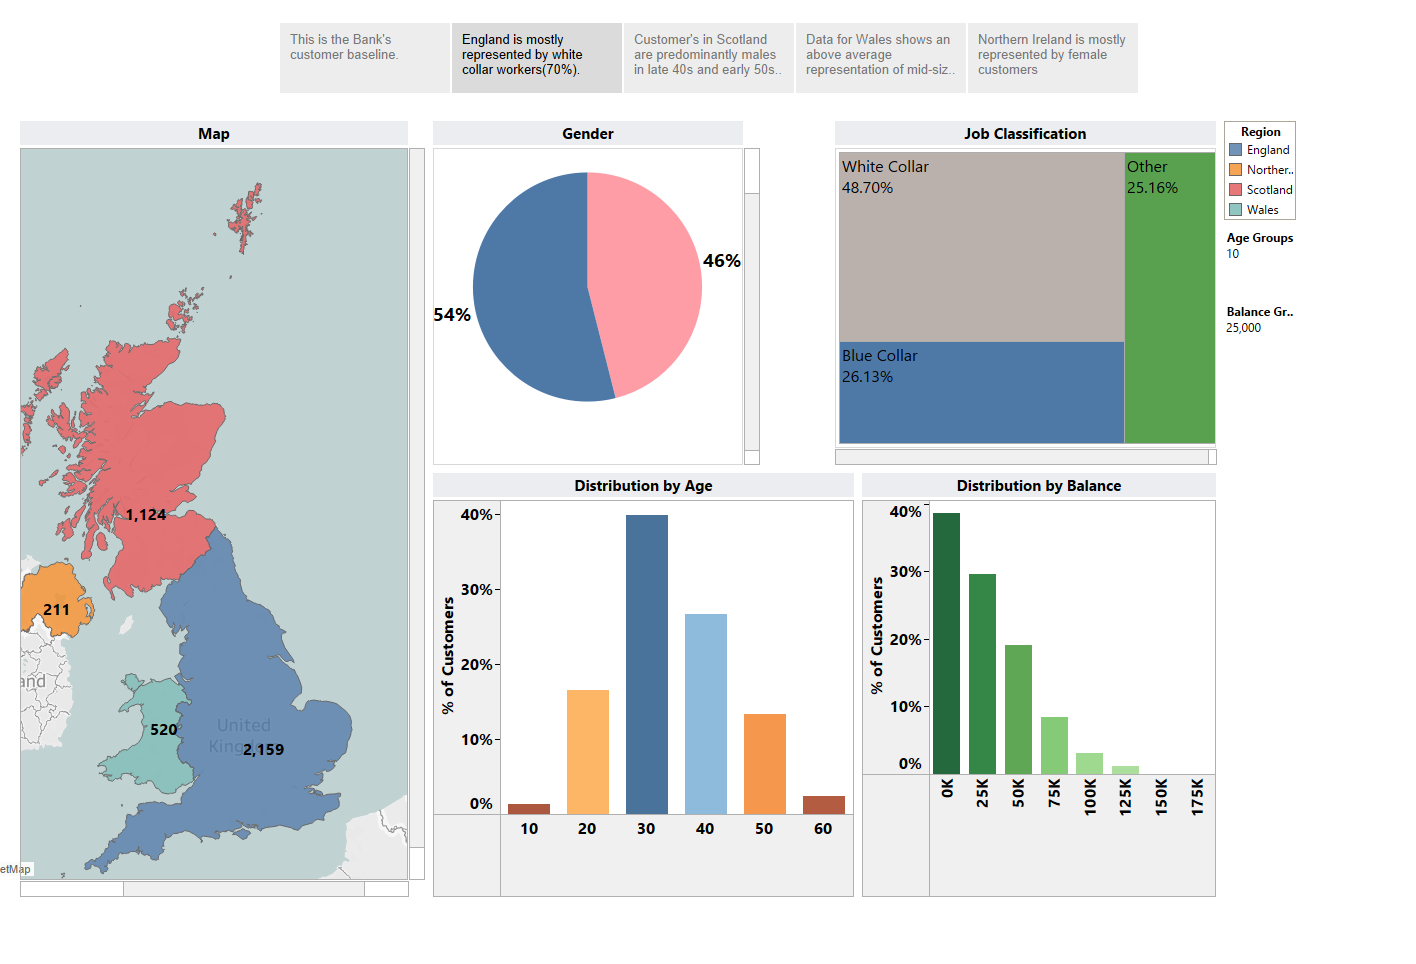 This is the Bank's
customer baseline.
England is mostly
represented by white
collar workers(70%).
Customer's in Scotland
are predominantly males
in late 40s and early 50s..
Data for Wales shows an
above average
representation of mid-siz..
Northern Ireland is mostly
represented by female
customers
Map
1,124
211
and
520
United
2,159
etMap
Gender
46%
54%
Job Classification
White Collar
48.70%
Other
25.16%
Blue Collar
26.13%
Region
England
Norther..
Scotland
Wales
Age Groups
10
Balance Gr..
25,000
Distribution by Age
% of Customers
40%
30%
20%
10%
0%
10 20 30 40 50 60
Distribution by Balance
% of Customers
40%
30%
20%
10%
0%
0K 25K 50K 75K 100K 125K 150K 175K